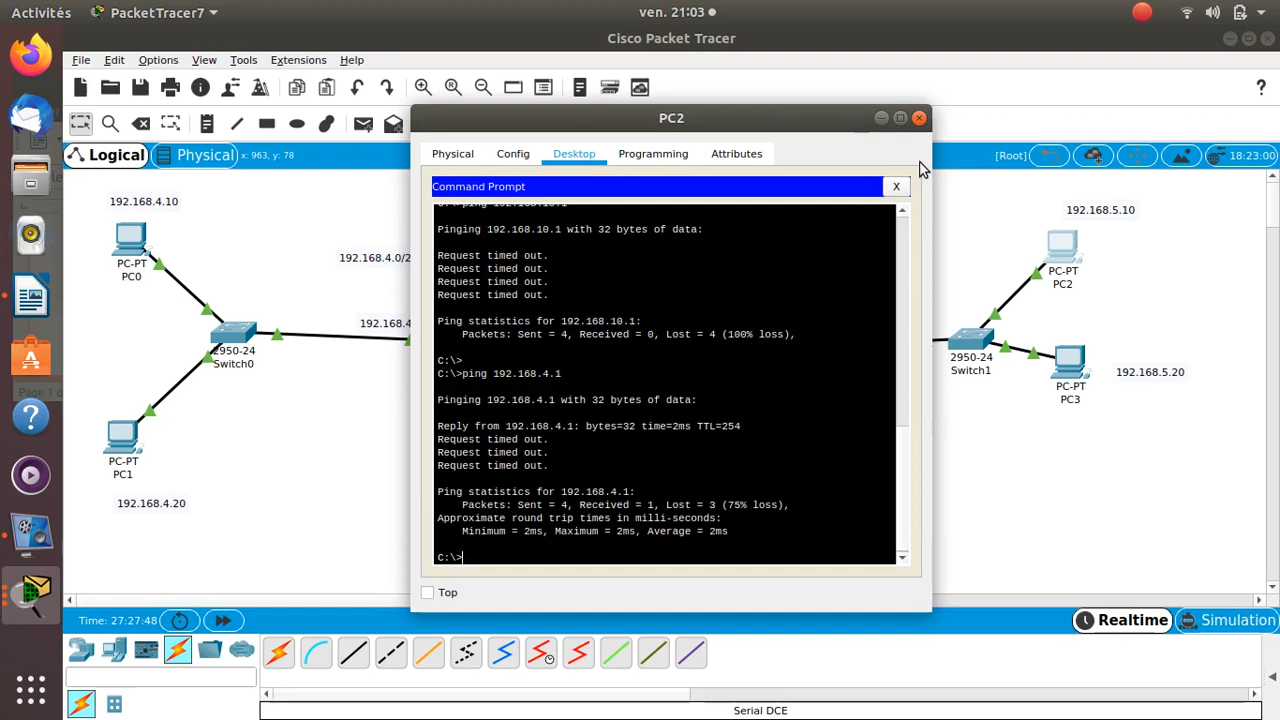 Activités
PacketTracer7
ven. 21:03
Cisco Packet Tracer
File Edit Options View Tools Extensions Help
PC2
Logical
Physical
x: 963, y: 78
[Root]
18:23:00
Physical Config Desktop Programming Attributes
Command Prompt
X
Pinging 192.168.10.1 with 32 bytes of data:
Request timed out.
Request timed out.
Request timed out.
Request timed out.
Ping statistics for 192.168.10.1:
Packets: Sent = 4, Received = 0, Lost = 4 (100% loss),
C:\>
C:\>ping 192.168.4.1
Pinging 192.168.4.1 with 32 bytes of data:
Reply from 192.168.4.1: bytes=32 time=2ms TTL=254
Request timed out.
Request timed out.
Request timed out.
Ping statistics for 192.168.4.1:
Packets: Sent = 4, Received = 1, Lost = 3 (75% loss),
Approximate round trip times in milli-seconds:
Minimum = 2ms, Maximum = 2ms, Average = 2ms
C:\>
Top
192.168.4.10
PC-PT
PC0
192.168.4.0/2
192.168.4
2950-24
Switch0
PC-PT
PC1
192.168.4.20
192.168.5.10
PC-PT
PC2
2950-24
Switch1
PC-PT
PC3
192.168.5.20
Time: 27:27:48
Realtime
Simulation
Serial DCE